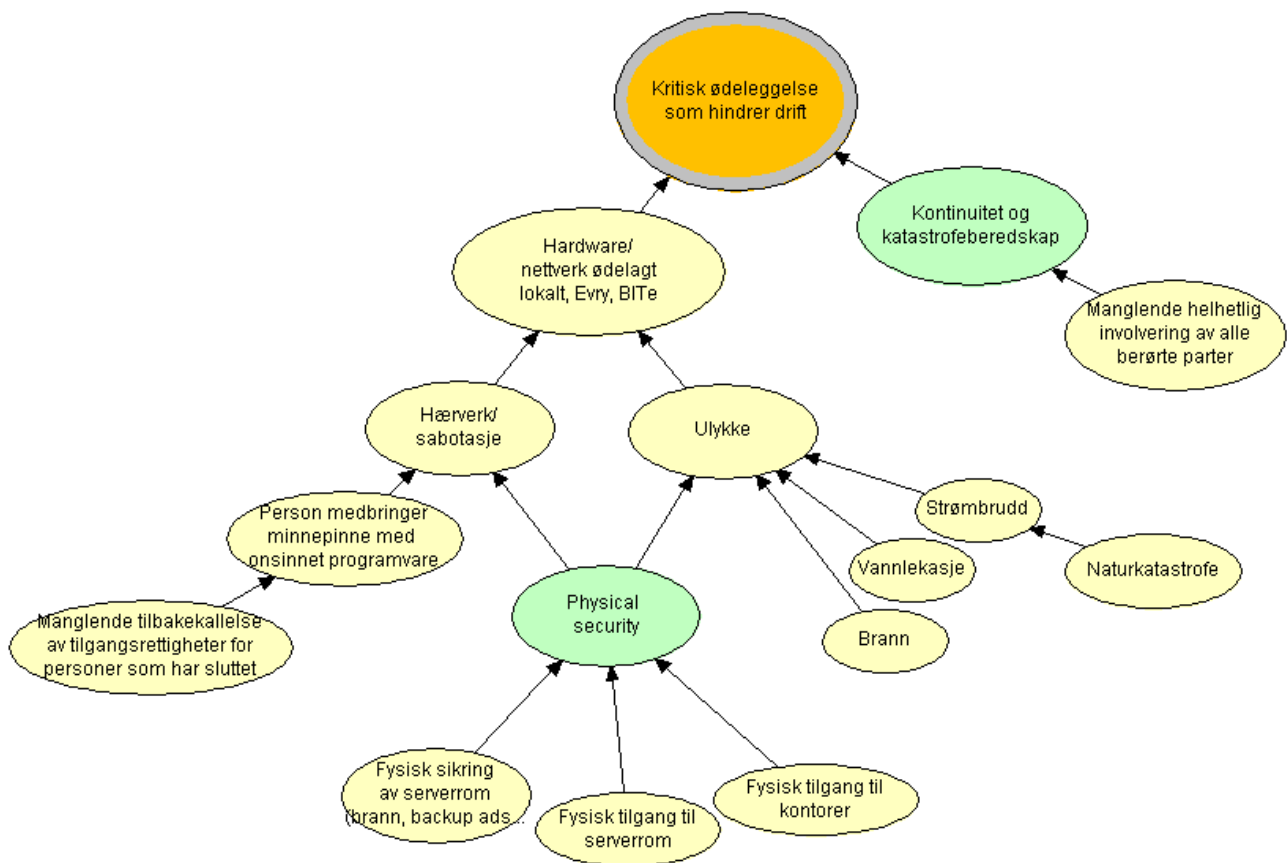 Kritisk ødeleggelse
som hindrer drift
Kontinuitet og
katastrofeberedskap
Hardware/
nettverk ødelagt
lokalt, Evry, BITe
Manglende helhetlig
involvering av alle
berørte parter
Hærverk/
sabotasje
Ulykke
Person medbringer
minnepinne med
onsinnet programvare
Strømbrudd
Vannlekasje
Naturkatastrofe
Manglende tilbakekallelse
av tilgangsrettigheter for
personer som har sluttet
Physical
security
Brann
Fysisk sikring
av serverrom
(brann, backup ads...
Fysisk tilgang til
serverrom
Fysisk tilgang til
kontorer